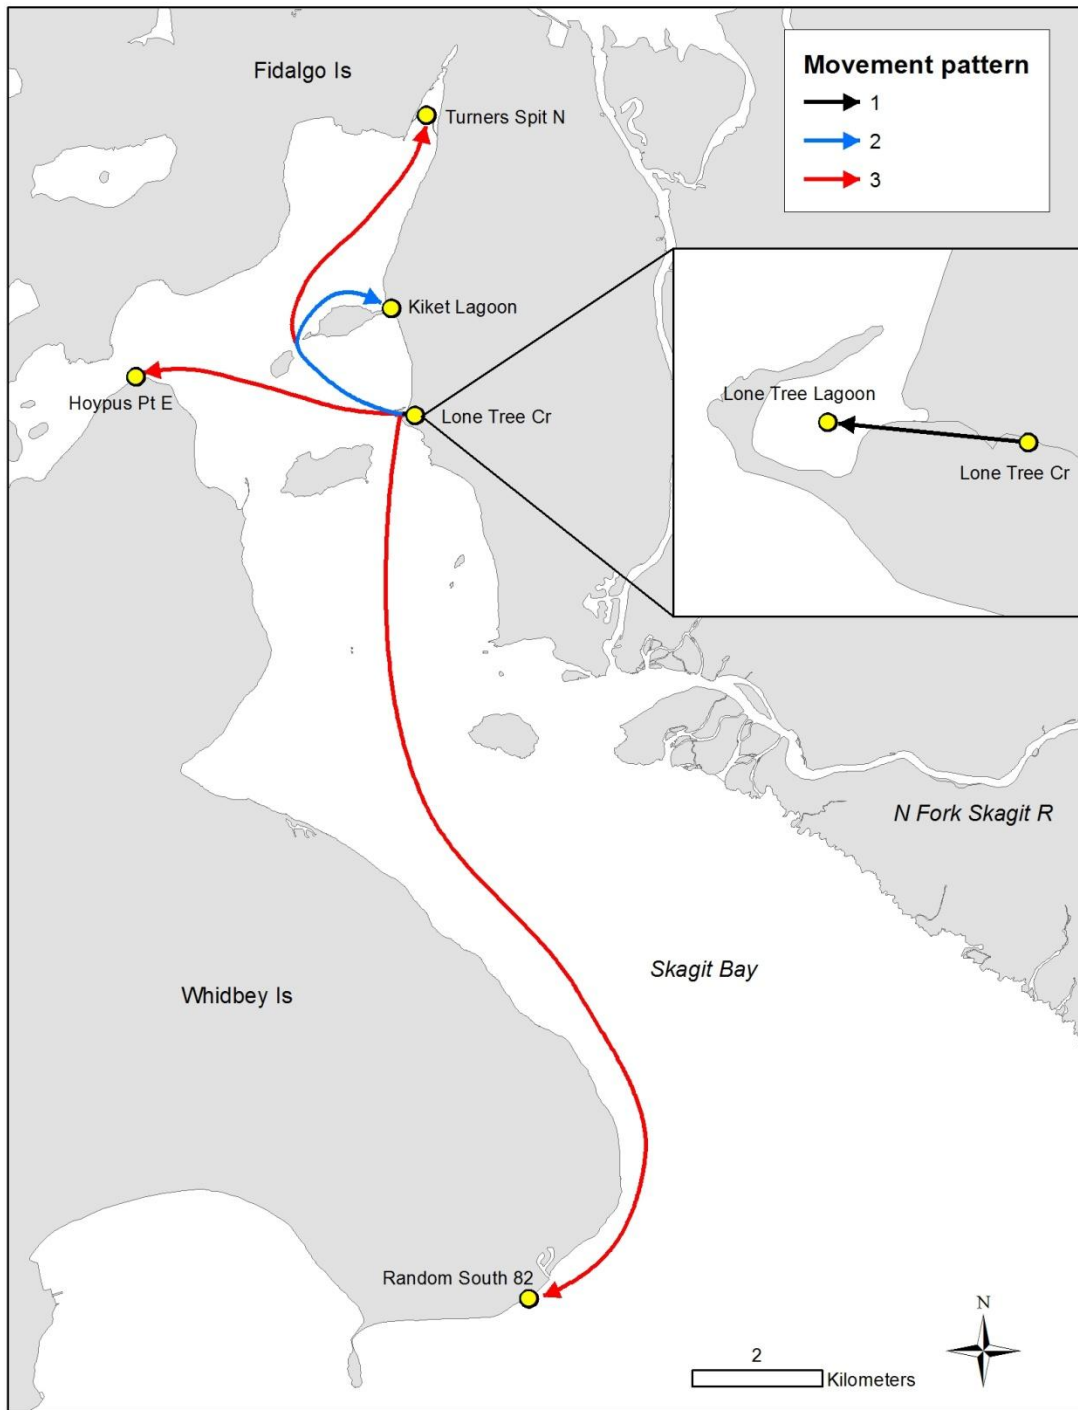 Fidalgo Is
Movement pattern
1
2
3
Turners Spit N
Kiket Lagoon
Hoypus Pt E
Lone Tree Cr
Lone Tree Lagoon
Lone Tree Cr
N Fork Skagit R
Skagit Bay
Whidbey Is
Random South 82
N
2
Kilometers